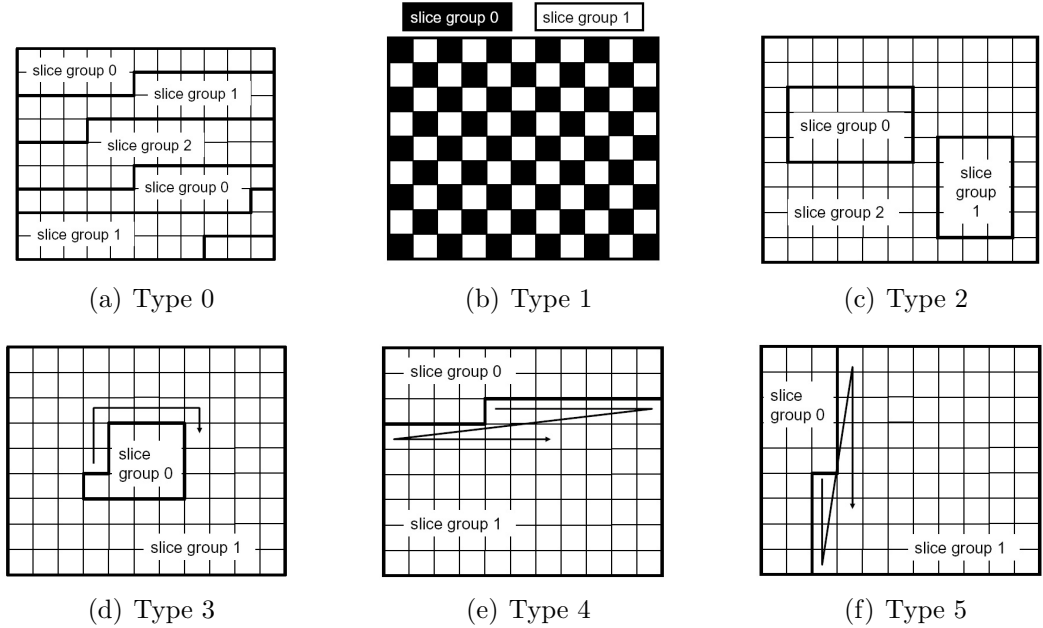 slice group 0
slice group 1
slice group 2
slice group 0
slice group 1
(a) Type 0
slice group 0
slice group 1
(b) Type 1
slice group 0
slice
group
1
slice group 2
(c) Type 2
slice
group 0
slice group 1
(d) Type 3
slice group 0
slice group 1
(e) Type 4
slice
group 0
slice group 1
(f) Type 5